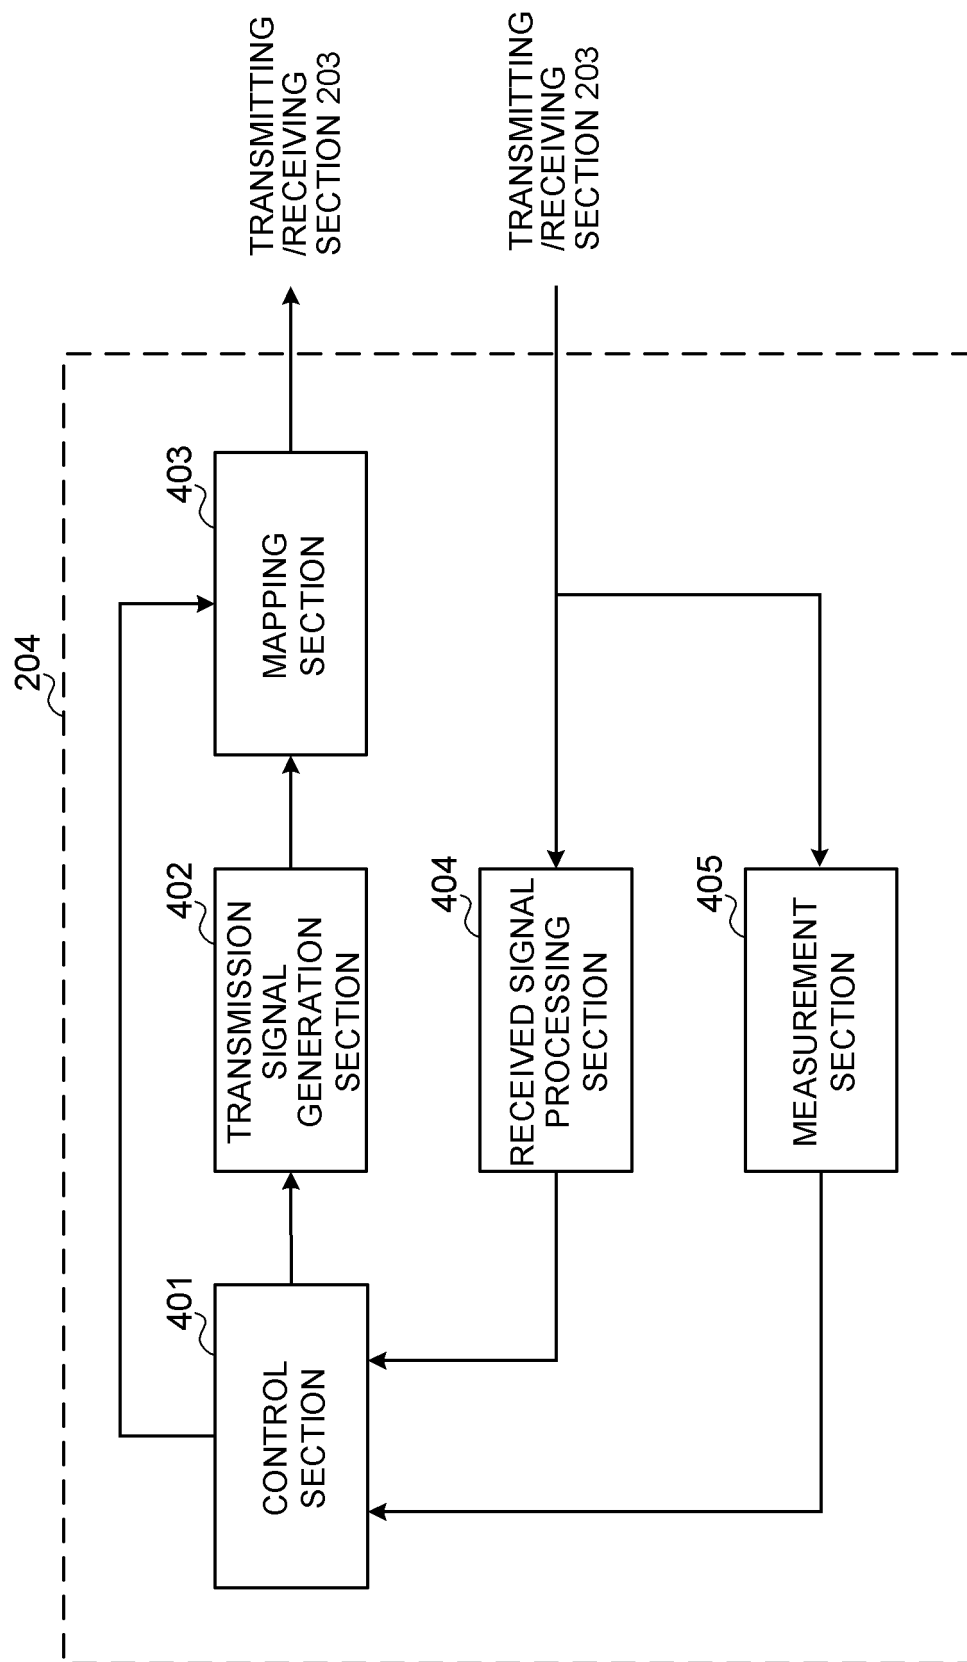 204
401
CONTROL
SECTION
402
TRANSMISSION
SIGNAL
GENERATION
SECTION
403
MAPPING
SECTION
TRANSMITTING
/RECEIVING
SECTION 203
404
RECEIVED SIGNAL
PROCESSING
SECTION
TRANSMITTING
/RECEIVING
SECTION 203
405
MEASUREMENT
SECTION